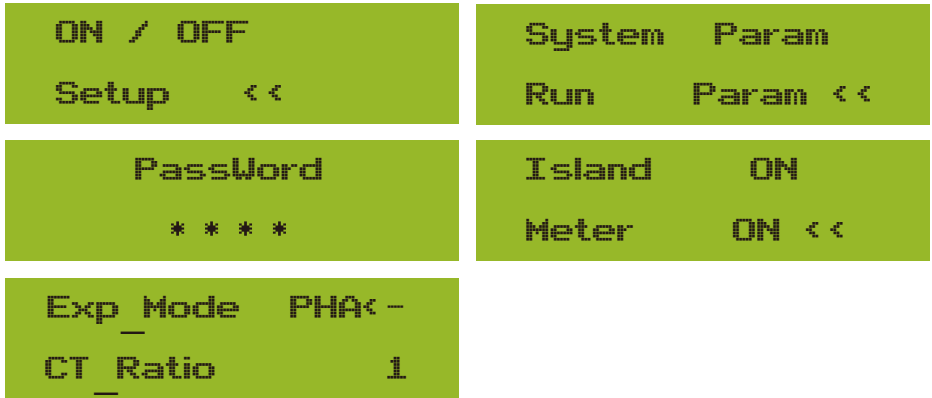 ON / OFF
Setup <<
System Param
Run Param <<
PassWord
* * * *
Island ON
Meter ON <<
Exp_Mode PHA<-
CT_Ratio 1